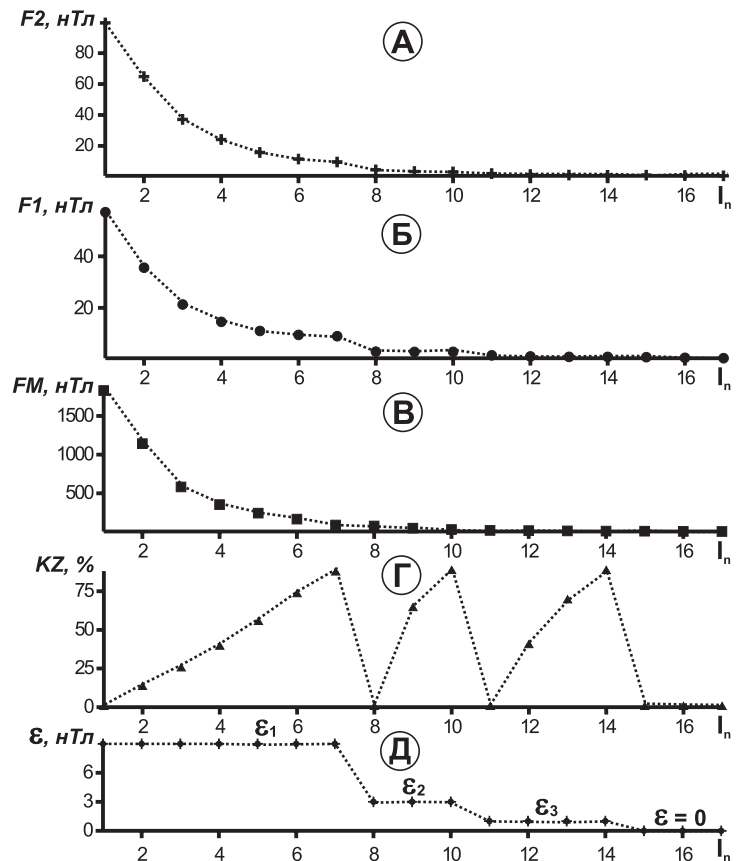 F2, нТл
А
80
60
40
20
2 4 6 8 10 12 14 16 In
F1, нТл
Б
40
20
2 4 6 8 10 12 14 16 In
FM, нТл
В
1500
1000
500
2 4 6 8 10 12 14 16 In
KZ, %
Г
75
50
25
0
2 4 6 8 10 12 14 16 In
ε, нТл
ε1
Д
6
ε2
3
ε3
ε = 0
0
2 4 6 8 10 12 14 16 In